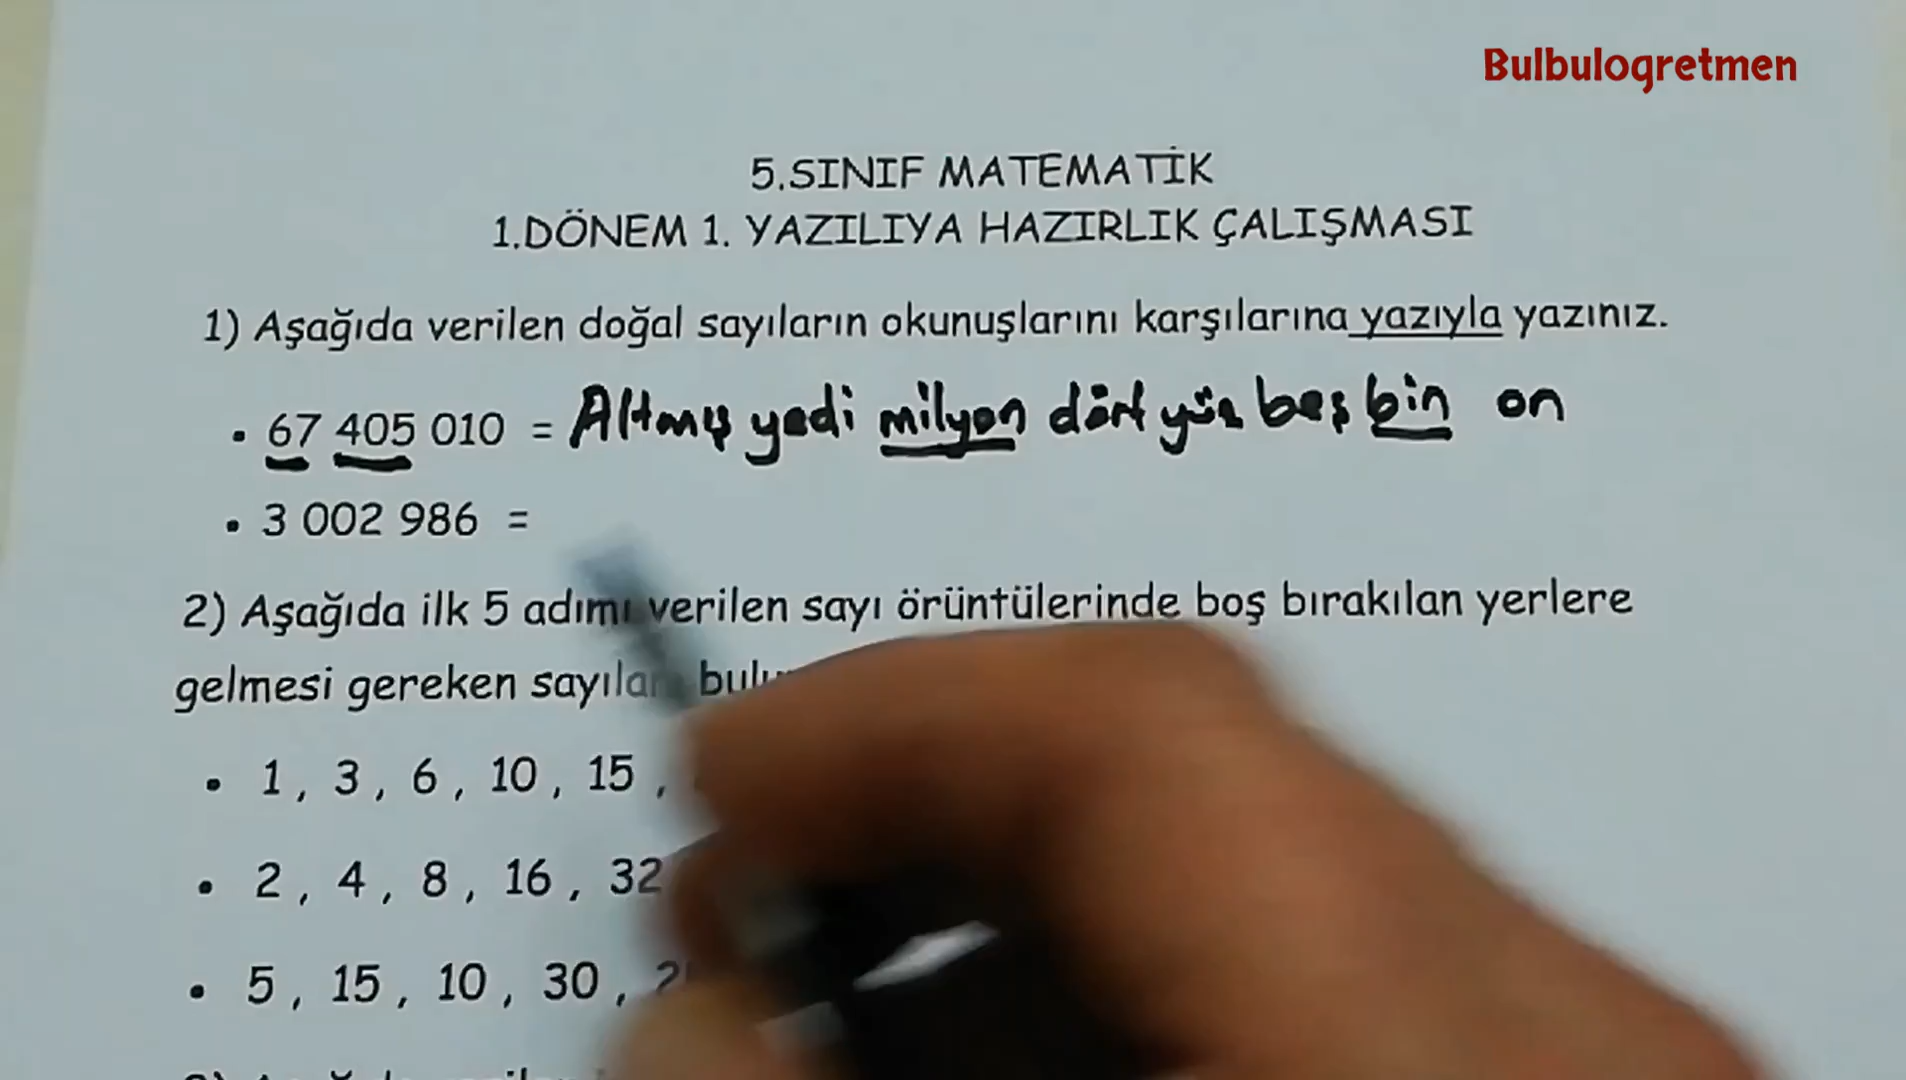 Bulbulogretmen
5.SINIF MATEMATİK
1.DÖNEM 1. YAZILIYA HAZIRLIK ÇALIŞMASI
1) Aşağıda verilen doğal sayıların okunuşlarını karşılarına yazıyla yazınız.
• 67 405 010 = Altmış yedi milyon dört yüz beş bin on
• 3 002 986 =
2) Aşağıda ilk 5 adımı verilen sayı örüntülerinde boş bırakılan yerlere
gelmesi gereken sayıları
• 1 , 3 , 6 , 10 , 15 ,
• 2 , 4 , 8 , 16 , 32
• 5 , 15 , 10 , 30 ,